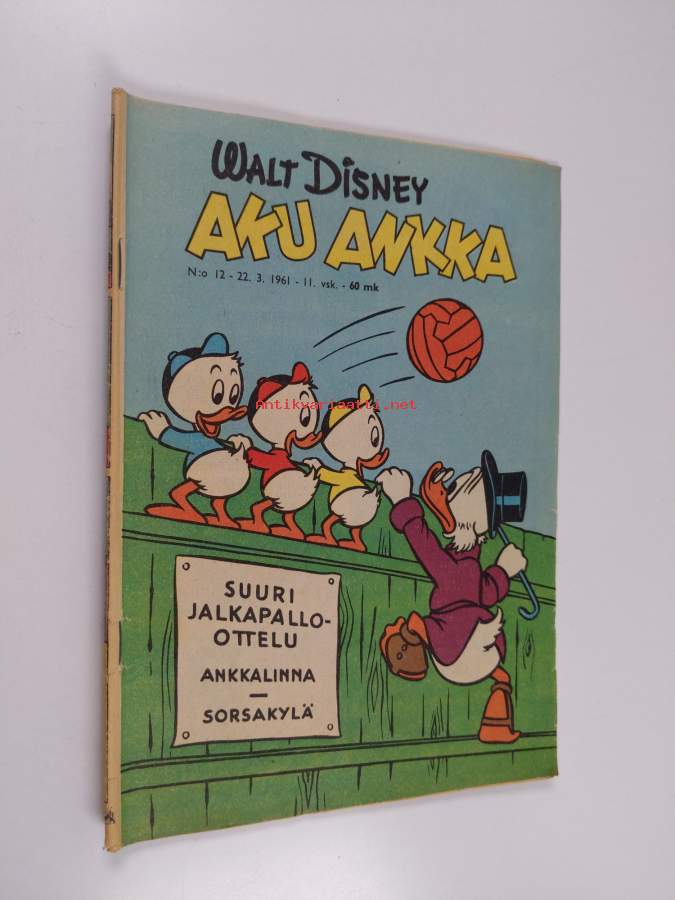 WALT DISNEY
AKU ANKKA
N:o 12 - 22. 3. 1961 - 11. vsk. - 60 mk
antikvariaatti.net
SUURI
JALKAPALLO-
OTTELU
ANKKALINNA
—
SORSAKYLÄ